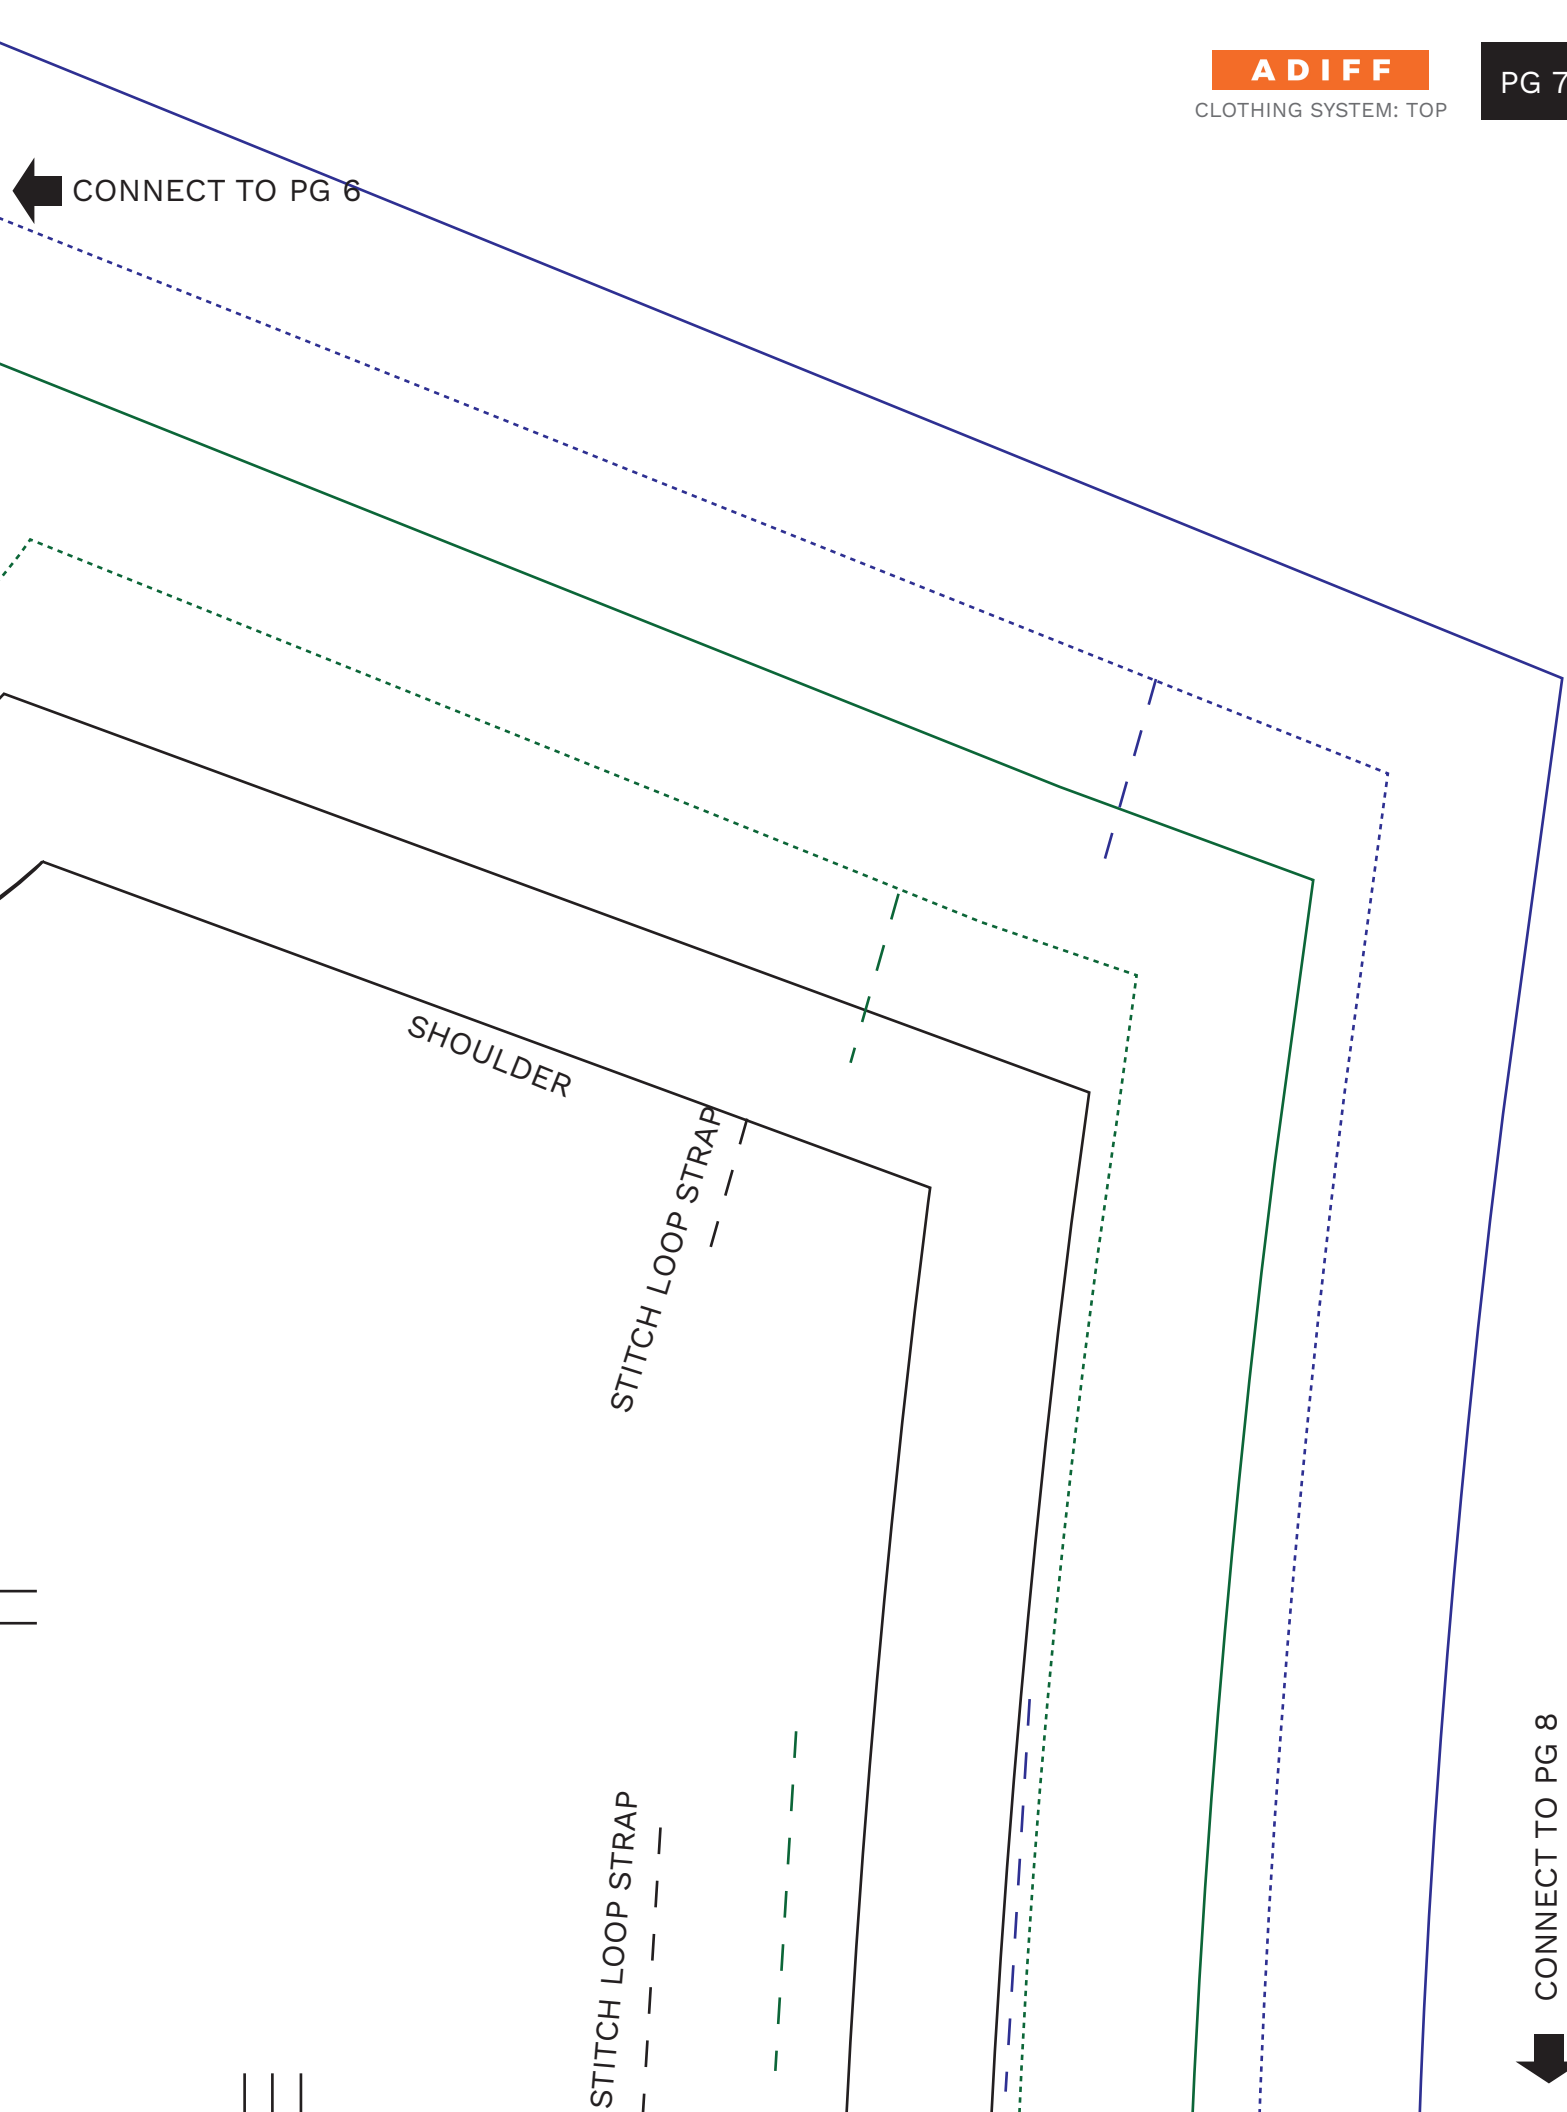 ADIFF
CLOTHING SYSTEM: TOP
PG 7
CONNECT TO PG 6
SHOULDER
STITCH LOOP STRAP
STITCH LOOP STRAP
CONNECT TO PG 8